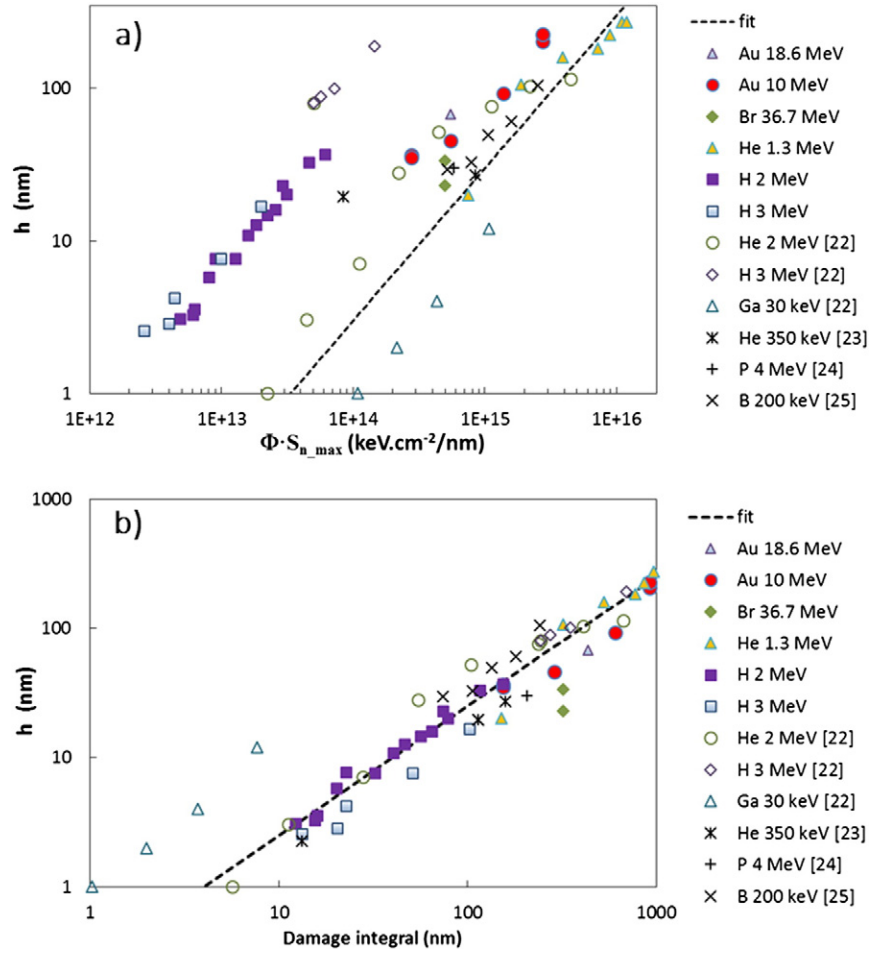 a)
h (nm)
100
10
1
1E+12 1E+13 1E+14 1E+15 1E+16
Φ·Sn_max (keV.cm-2/nm)
fit
Au 18.6 MeV
Au 10 MeV
Br 36.7 MeV
He 1.3 MeV
H 2 MeV
H 3 MeV
He 2 MeV [22]
H 3 MeV [22]
Ga 30 keV [22]
He 350 keV [23]
P 4 MeV [24]
B 200 keV [25]
b)
h (nm)
1000
100
10
1
1 10 100 1000
Damage integral (nm)
fit
Au 18.6 MeV
Au 10 MeV
Br 36.7 MeV
He 1.3 MeV
H 2 MeV
H 3 MeV
He 2 MeV [22]
H 3 MeV [22]
Ga 30 keV [22]
He 350 keV [23]
P 4 MeV [24]
B 200 keV [25]